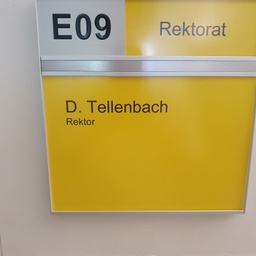 E09 Rektorat
D. Tellenbach
Rektor